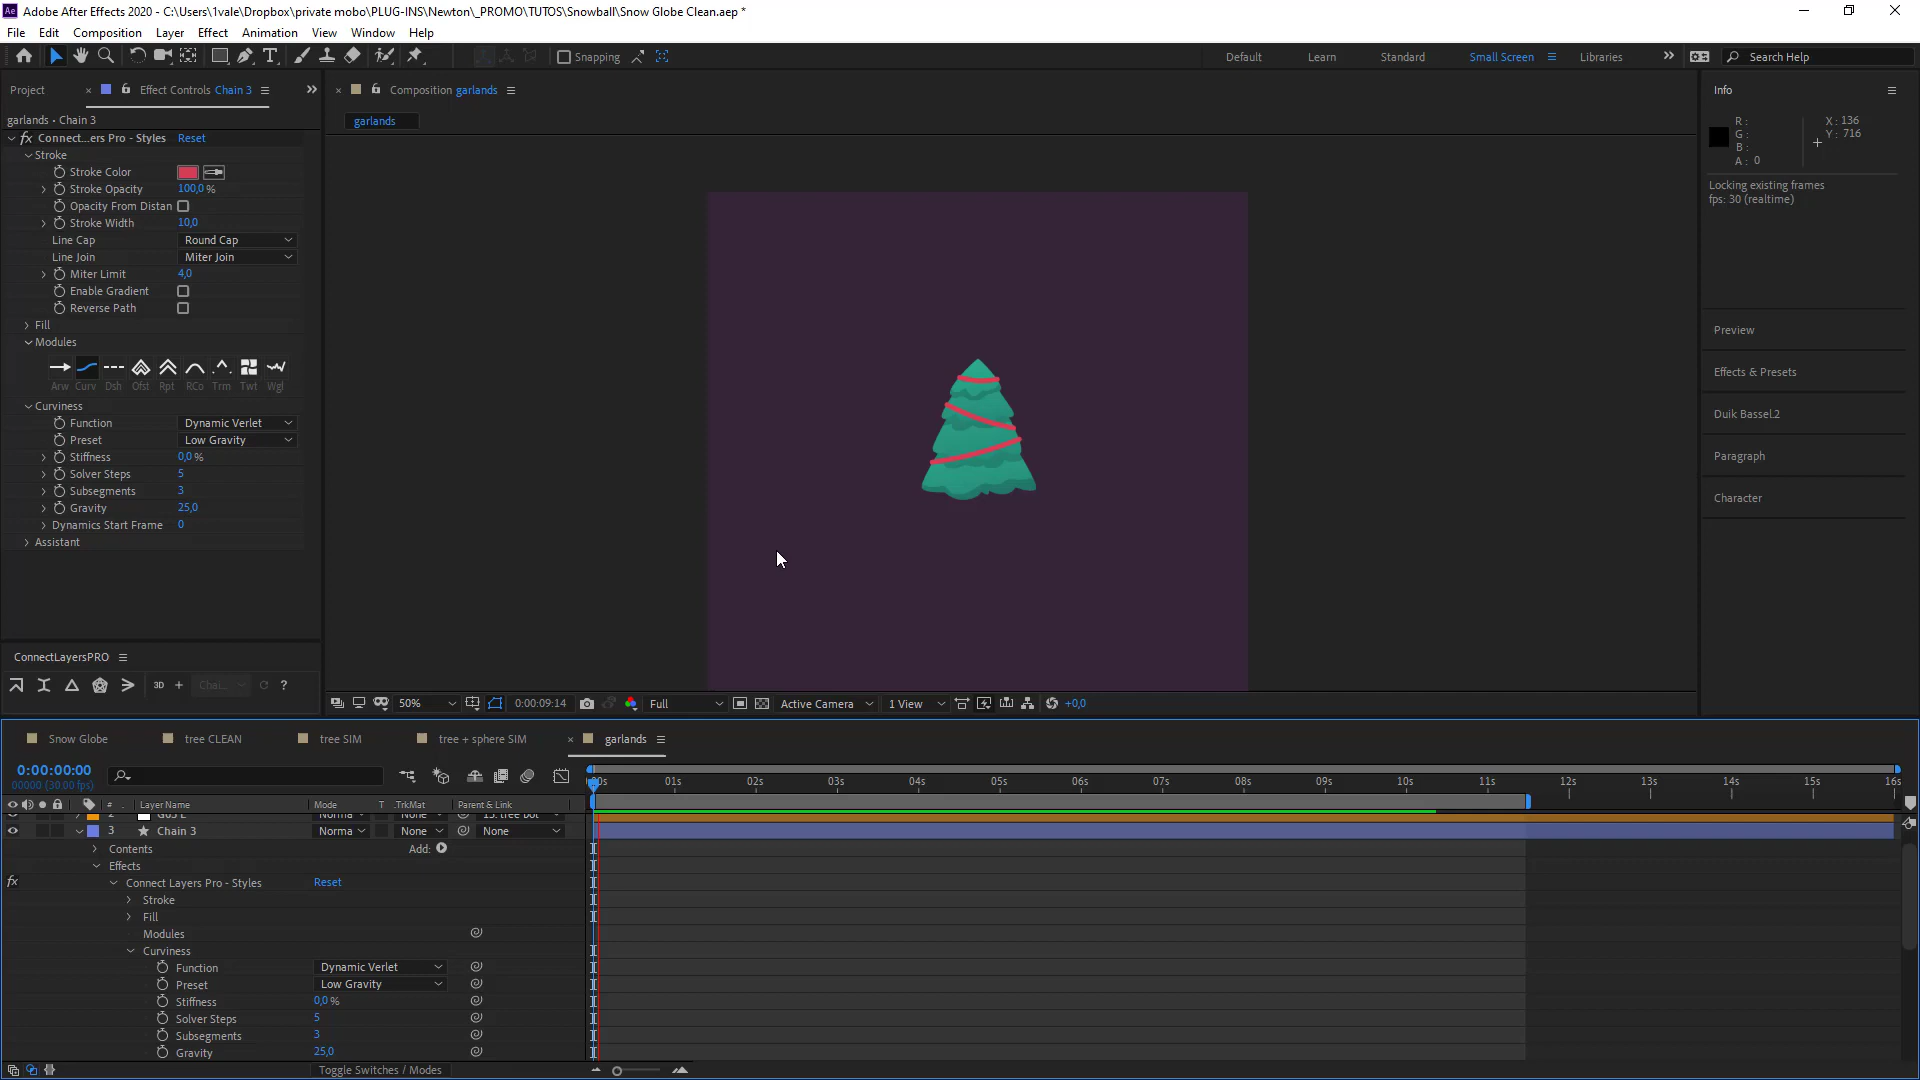 Adobe After Effects 2020 - C:\Users\1vale\Dropbox\private mobo\PLUG-INS\Newton\_PROMO\TUTOS\Snowball\Snow Globe Clean.aep *
File Edit Composition Layer Effect Animation View Window Help
Snapping Default Learn Standard Small Screen Libraries Search Help
Project Effect Controls Chain 3
garlands • Chain 3
Connect...ers Pro - Styles Reset
Stroke
Stroke Color
Stroke Opacity 100,0 %
Opacity From Distan
Stroke Width 10,0
Line Cap Round Cap
Line Join Miter Join
Miter Limit 4,0
Enable Gradient
Reverse Path
Fill
Modules
Arw Curv Dsh Ofst Rpt RCo Trm Twt Wgl
Curviness
Function Dynamic Verlet
Preset Low Gravity
Stiffness 0,0 %
Solver Steps 5
Subsegments 3
Gravity 25,0
Dynamics Start Frame 0
Assistant
ConnectLayersPRO
3D + Chai... ?
Composition garlands
garlands
50% 0:00:09:14 Full Active Camera 1 View +0,0
Info
R :
G :
B :
A : 0
X : 136
Y : 716
Locking existing frames
fps: 30 (realtime)
Preview
Effects & Presets
Duik Bassel.2
Paragraph
Character
Snow Globe tree CLEAN tree SIM tree + sphere SIM garlands
0:00:00:00
00000 (30.00 fps)
# Layer Name Mode T .TrkMat Parent & Link
:00s 01s 02s 03s 04s 05s 06s 07s 08s 09s 10s 11s 12s 13s 14s 15s 16s
3 Chain 3 Norma None None
Contents Add:
Effects
fx Connect Layers Pro - Styles Reset
Stroke
Fill
Modules
Curviness
Function Dynamic Verlet
Preset Low Gravity
Stiffness 0,0 %
Solver Steps 5
Subsegments 3
Gravity 25,0
Toggle Switches / Modes